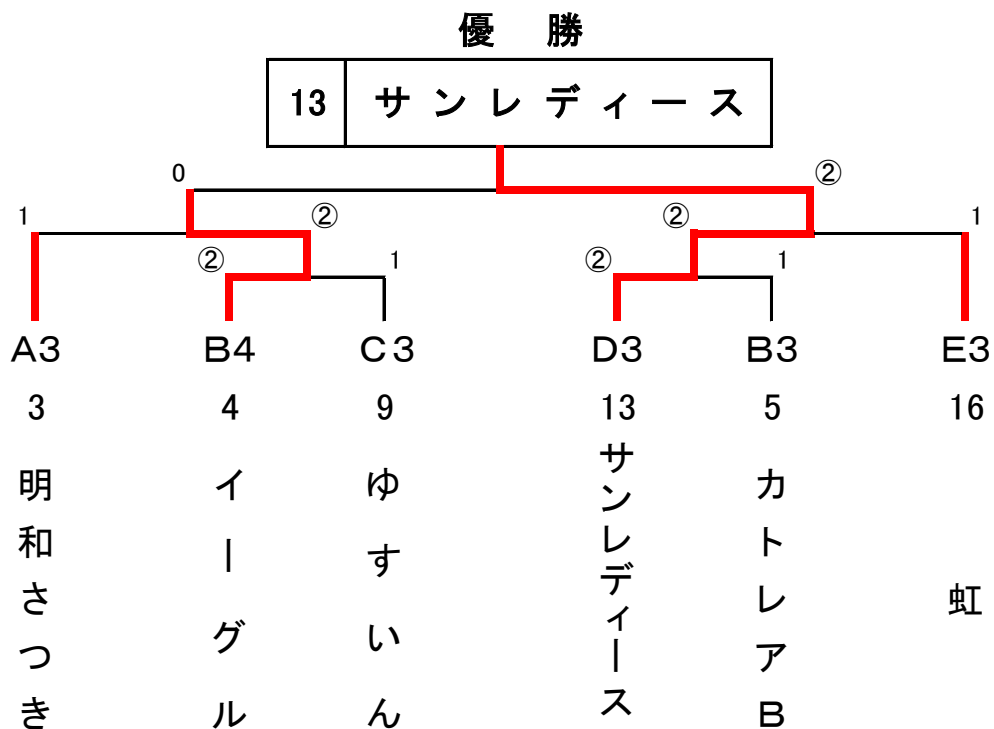 優 勝
13 サンレディース
0 ②
1 ② ② 1
② 1 ② 1
A3 B4 C3 D3 B3 E3
3 4 9 13 5 16
明和さつき
イーグル
ゆすいん
サンレディース
カトレアB
虹